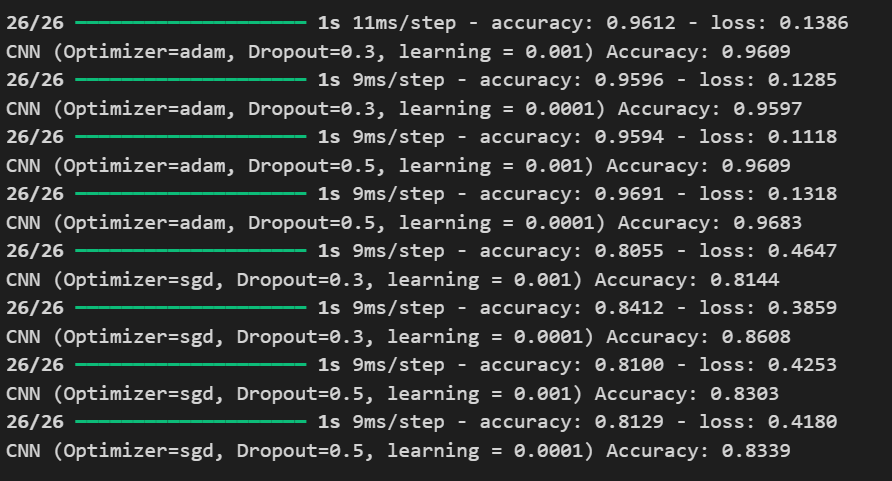 26/26 ━━━━━━━━━━━━━━━━━━━━ 1s 11ms/step - accuracy: 0.9612 - loss: 0.1386
CNN (Optimizer=adam, Dropout=0.3, learning = 0.001) Accuracy: 0.9609
26/26 ━━━━━━━━━━━━━━━━━━━━ 1s 9ms/step - accuracy: 0.9596 - loss: 0.1285
CNN (Optimizer=adam, Dropout=0.3, learning = 0.0001) Accuracy: 0.9597
26/26 ━━━━━━━━━━━━━━━━━━━━ 1s 9ms/step - accuracy: 0.9594 - loss: 0.1118
CNN (Optimizer=adam, Dropout=0.5, learning = 0.001) Accuracy: 0.9609
26/26 ━━━━━━━━━━━━━━━━━━━━ 1s 9ms/step - accuracy: 0.9691 - loss: 0.1318
CNN (Optimizer=adam, Dropout=0.5, learning = 0.0001) Accuracy: 0.9683
26/26 ━━━━━━━━━━━━━━━━━━━━ 1s 9ms/step - accuracy: 0.8055 - loss: 0.4647
CNN (Optimizer=sgd, Dropout=0.3, learning = 0.001) Accuracy: 0.8144
26/26 ━━━━━━━━━━━━━━━━━━━━ 1s 9ms/step - accuracy: 0.8412 - loss: 0.3859
CNN (Optimizer=sgd, Dropout=0.3, learning = 0.0001) Accuracy: 0.8608
26/26 ━━━━━━━━━━━━━━━━━━━━ 1s 9ms/step - accuracy: 0.8100 - loss: 0.4253
CNN (Optimizer=sgd, Dropout=0.5, learning = 0.001) Accuracy: 0.8303
26/26 ━━━━━━━━━━━━━━━━━━━━ 1s 9ms/step - accuracy: 0.8129 - loss: 0.4180
CNN (Optimizer=sgd, Dropout=0.5, learning = 0.0001) Accuracy: 0.8339